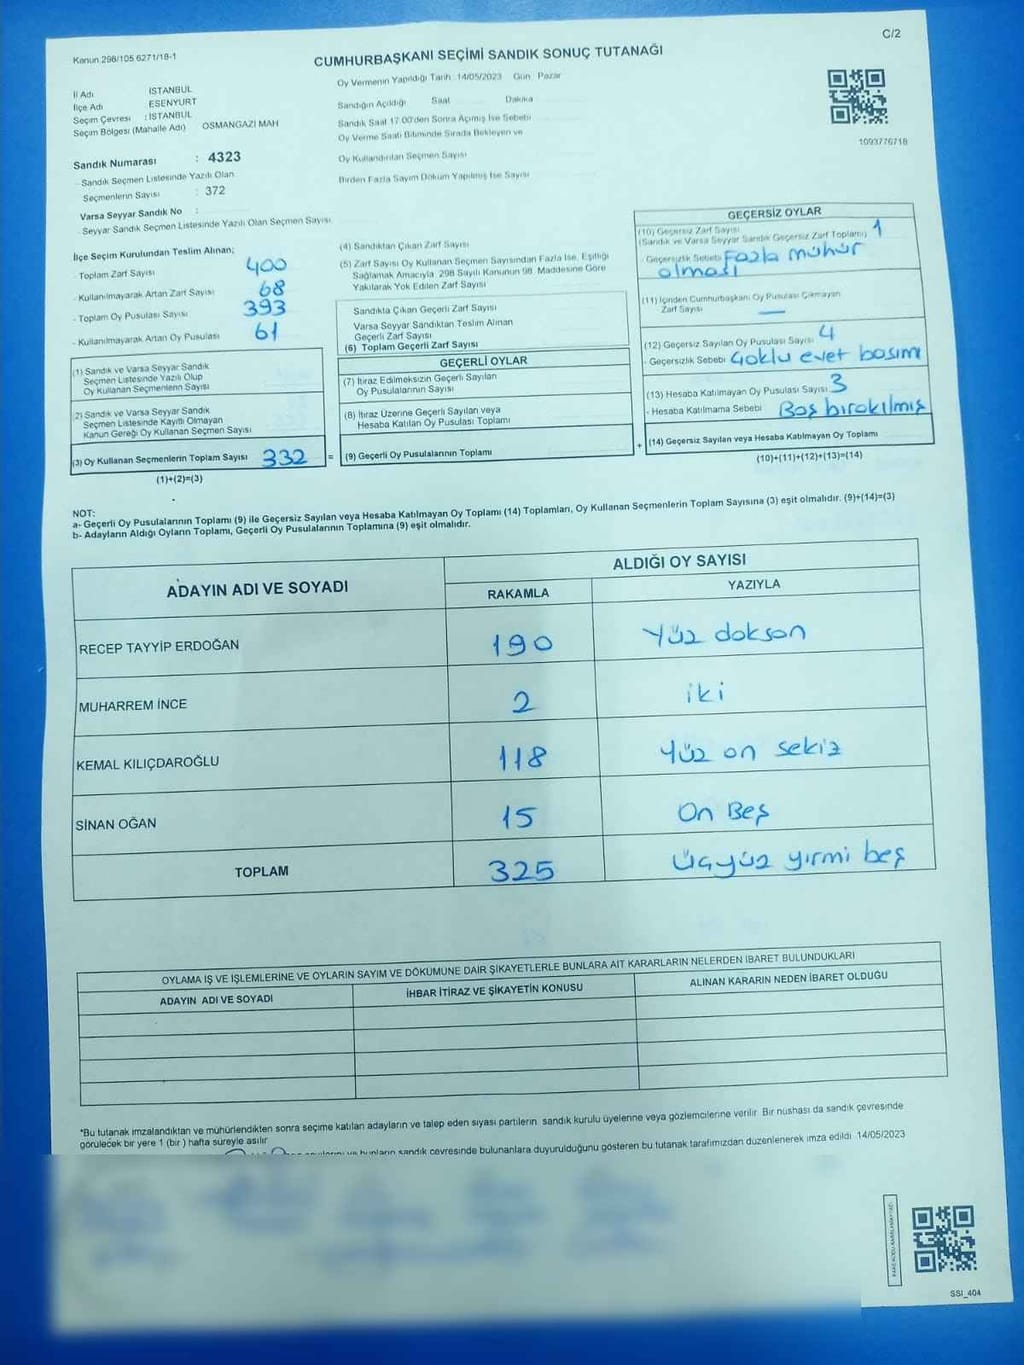 Kanun 298/105 6271/18-1
C/2
CUMHURBAŞKANI SEÇİMİ SANDIK SONUÇ TUTANAĞI
Oy Vermenin Yapıldığı Tarih 14/05/2023 Gün Pazar
İl Adı İSTANBUL
İlçe Adı ESENYURT
Seçim Çevresi : İSTANBUL
Seçim Bölgesi (Mahalle Adı) OSMANGAZİ MAH
Sandık Numarası : 4323
- Sandık Seçmen Listesinde Yazılı Olan
Seçmenlerin Sayısı : 372
Varsa Seyyar Sandık No :
- Seyyar Sandık Seçmen Listesinde Yazılı Olan Seçmen Sayısı
Sandığın Açıldığı Saat Dakika
Sandık Saat 17:00'den Sonra Açmış İse Sebebi
Oy Verme Saati Bitiminde Sırada Bekleyen ve
Oy Kullandırılan Seçmen Sayısı
Birden Fazla Sayım Döküm Yapılmış İse Sayısı
1093776718
İlçe Seçim Kurulundan Teslim Alınan;
- Toplam Zarf Sayısı 400
- Kullanılmayarak Artan Zarf Sayısı 68
- Toplam Oy Pusulası Sayısı 393
- Kullanılmayarak Artan Oy Pusulası 61
(4) Sandıktan Çıkan Zarf Sayısı
(5) Zarf Sayısı Oy Kullanan Seçmen Sayısından Fazla İse, Eşitliği
Sağlamak Amacıyla 298 Sayılı Kanunun 98. Maddesine Göre
Yakılarak Yok Edilen Zarf Sayısı
Sandıkta Çıkan Geçerli Zarf Sayısı
Varsa Seyyar Sandıktan Teslim Alınan
Geçerli Zarf Sayısı
(6) Toplam Geçerli Zarf Sayısı
GEÇERSİZ OYLAR
(10) Geçersiz Zarf Sayısı
(Sandık ve Varsa Seyyar Sandık Geçersiz Zarf Toplamı) 1
- Geçersizlik Sebebi Fazla mühür
olması
(11) İçinden Cumhurbaşkanı Oy Pusulası Çıkmayan
Zarf Sayısı —
(12) Geçersiz Sayılan Oy Pusulası Sayısı 4
- Geçersizlik Sebebi Çoklu evet basımı
(13) Hesaba Katılmayan Oy Pusulası Sayısı 3
- Hesaba Katılmama Sebebi Boş bırakılmış
(14) Geçersiz Sayılan veya Hesaba Katılmayan Oy Toplamı
(10)+(11)+(12)+(13)=(14)
(1) Sandık ve Varsa Seyyar Sandık
Seçmen Listesinde Yazılı Olup
Oy Kullanan Seçmenlerin Sayısı
2) Sandık ve Varsa Seyyar Sandık
Seçmen Listesinde Kayıtlı Olmayan
Kanun Gereği Oy Kullanan Seçmen Sayısı
(3) Oy Kullanan Seçmenlerin Toplam Sayısı 332 =
(1)+(2)=(3)
GEÇERLİ OYLAR
(7) İtiraz Edilmeksizin Geçerli Sayılan
Oy Pusulalarının Sayısı
(8) İtiraz Üzerine Geçerli Sayılan veya
Hesaba Katılan Oy Pusulası Toplamı
(9) Geçerli Oy Pusulalarının Toplamı +
NOT:
a- Geçerli Oy Pusulalarının Toplamı (9) ile Geçersiz Sayılan veya Hesaba Katılmayan Oy Toplamı (14) Toplamları, Oy Kullanan Seçmenlerin Toplam Sayısına (3) eşit olmalıdır. (9)+(14)=(3)
b- Adayların Aldığı Oyların Toplamı, Geçerli Oy Pusulalarının Toplamına (9) eşit olmalıdır.
ADAYIN ADI VE SOYADI
ALDIĞI OY SAYISI
RAKAMLA YAZIYLA
RECEP TAYYİP ERDOĞAN 190 Yüz doksan
MUHARREM İNCE 2 iki
KEMAL KILIÇDAROĞLU 118 Yüz on sekiz
SİNAN OĞAN 15 On Beş
TOPLAM 325 Üçyüz yirmi beş
OYLAMA İŞ VE İŞLEMLERİNE VE OYLARIN SAYIM VE DÖKÜMÜNE DAİR ŞİKAYETLERLE BUNLARA AİT KARARLARIN NELERDEN İBARET BULUNDUKLARI
ADAYIN ADI VE SOYADI İHBAR İTİRAZ VE ŞİKAYETİN KONUSU ALINAN KARARIN NEDEN İBARET OLDUĞU
*Bu tutanak imzalandıktan ve mühürlendikten sonra seçime katılan adayların ve talep eden siyasi partilerin sandık kurulu üyelerine veya gözlemcilerine verilir Bir nüshası da sandık çevresinde
görülecek bir yere 1 (bir) hafta süreyle asılır
ve bunların sandık çevresinde bulunanlara duyurulduğunu gösteren bu tutanak tarafımızdan düzenlenerek imza edildi 14/05/2023
SSI_404